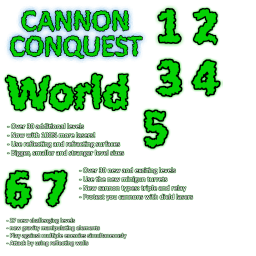 CANNON
CONQUEST
1 2
3 4
World
5
- Over 30 additional levels
- Now with 100% more lasers!
- Use reflecting and refracting surfaces
- Bigger, smaller and stranger level sizes
6 7
- Over 30 new and exciting levels
- Use the new minigun turrets
- New cannon types: triple and relay
- Protect you cannons with divid lasers
- 27 new challenging levels
- new gravity manipulating elements
- Play against multiple enemies simultaneously
- Attack by using reflecting walls